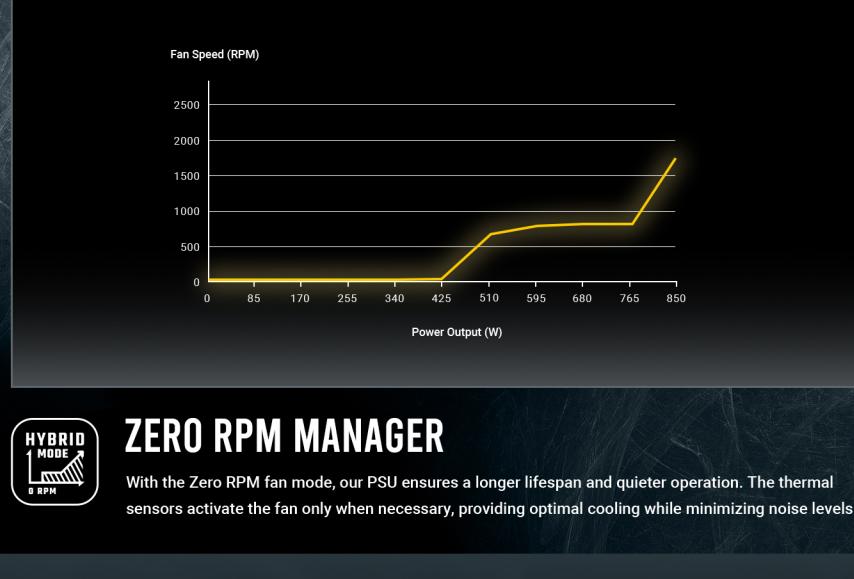 Fan Speed (RPM)
2500
2000
1500
1000
500
0
0 85 170 255 340 425 510 595 680 765 850
Power Output (W)
HYBRID
MODE
0 RPM
ZERO RPM MANAGER
With the Zero RPM fan mode, our PSU ensures a longer lifespan and quieter operation. The thermal
sensors activate the fan only when necessary, providing optimal cooling while minimizing noise levels